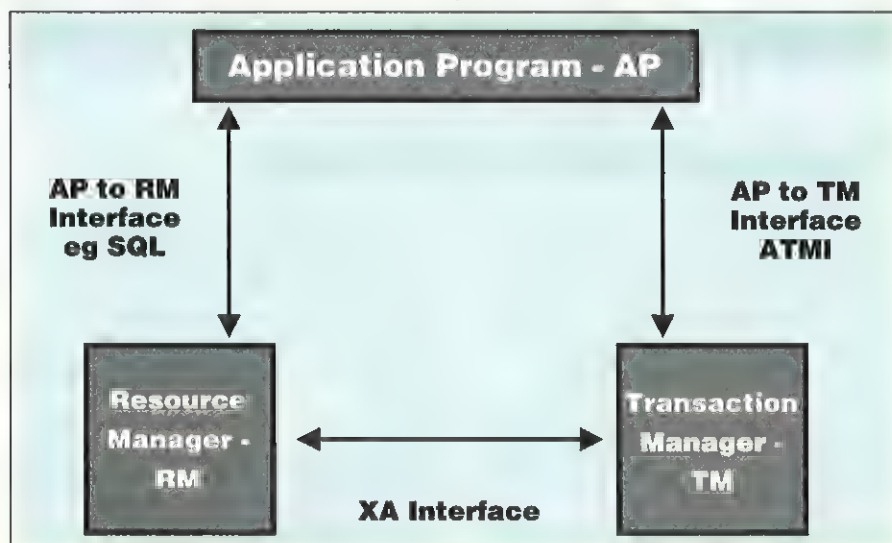 Application Program - AP
AP to RM
Interface
eg SQL
AP to TM
Interface
ATMI
Resource
Manager -
RM
Transaction
Manager -
TM
XA Interface